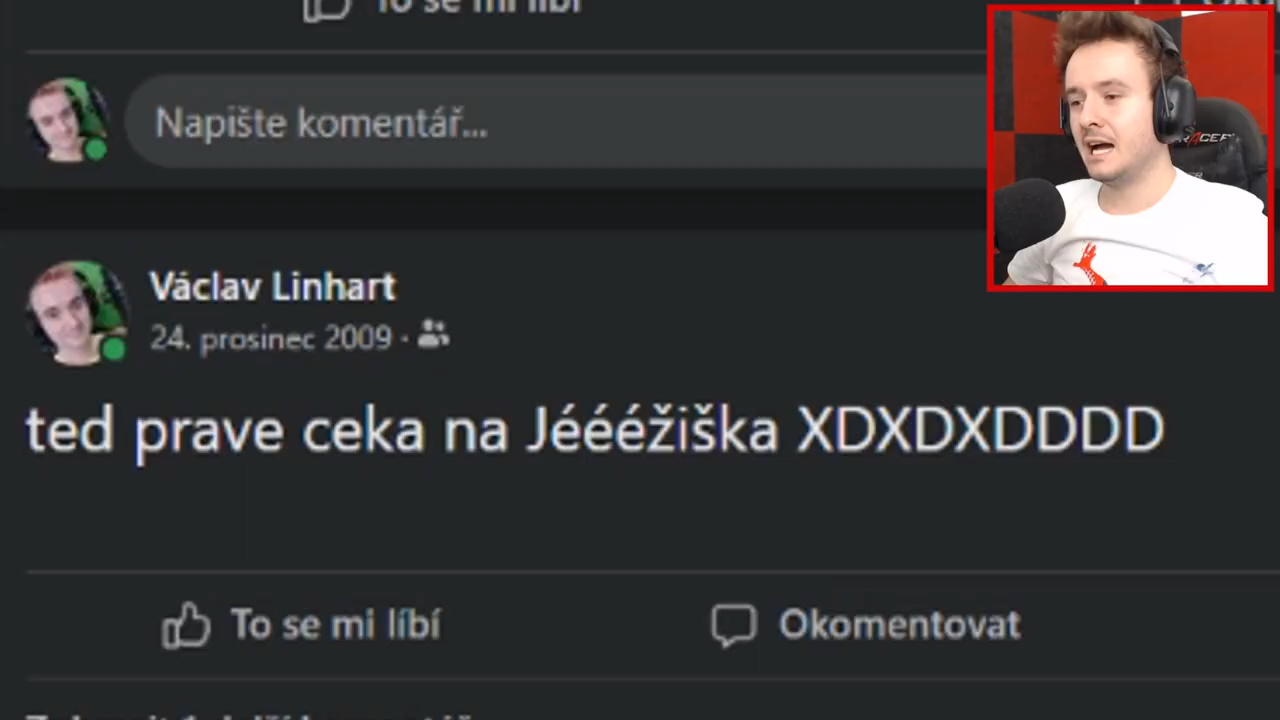 To se mi líbí
Napište komentář...
Václav Linhart
24. prosinec 2009 ·
ted prave ceka na Jéééžiška XDXDXDDDD
To se mi líbí
Okomentovat